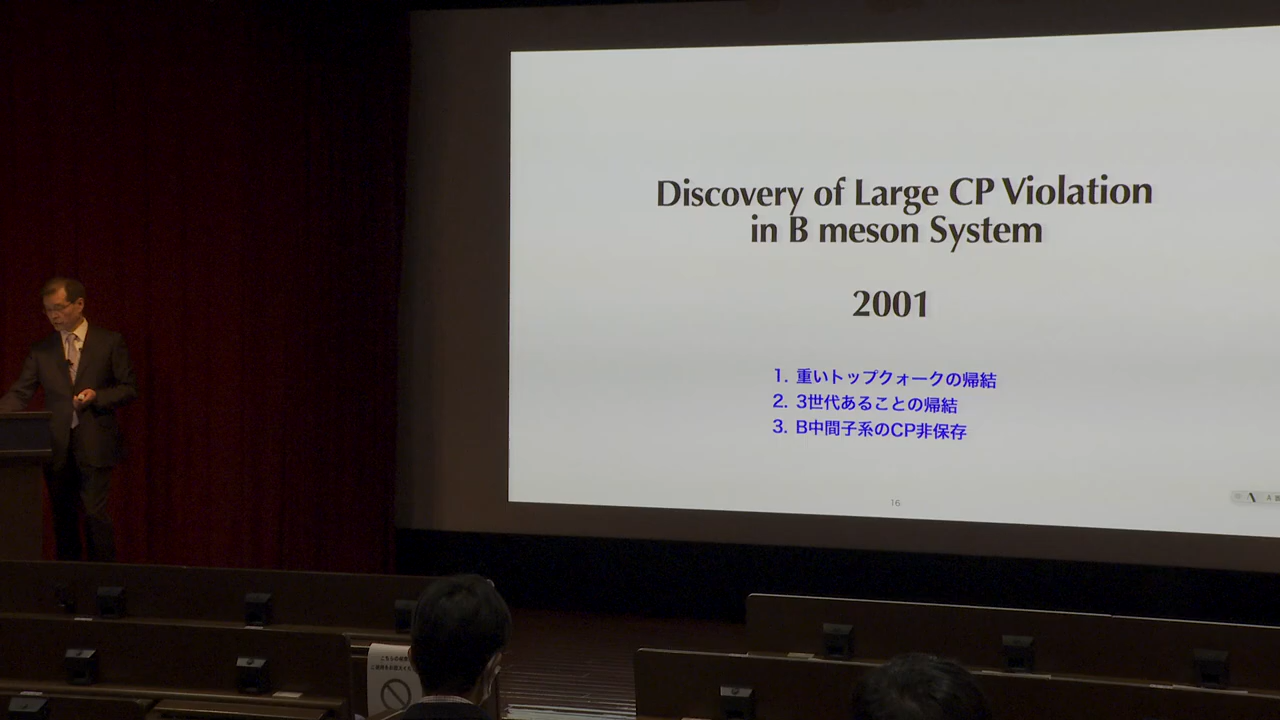 Discovery of Large CP Violation
in B meson System
2001
1. 重いトップクォークの帰結
2. 3世代あることの帰結
3. B中間子系のCP非保存
16